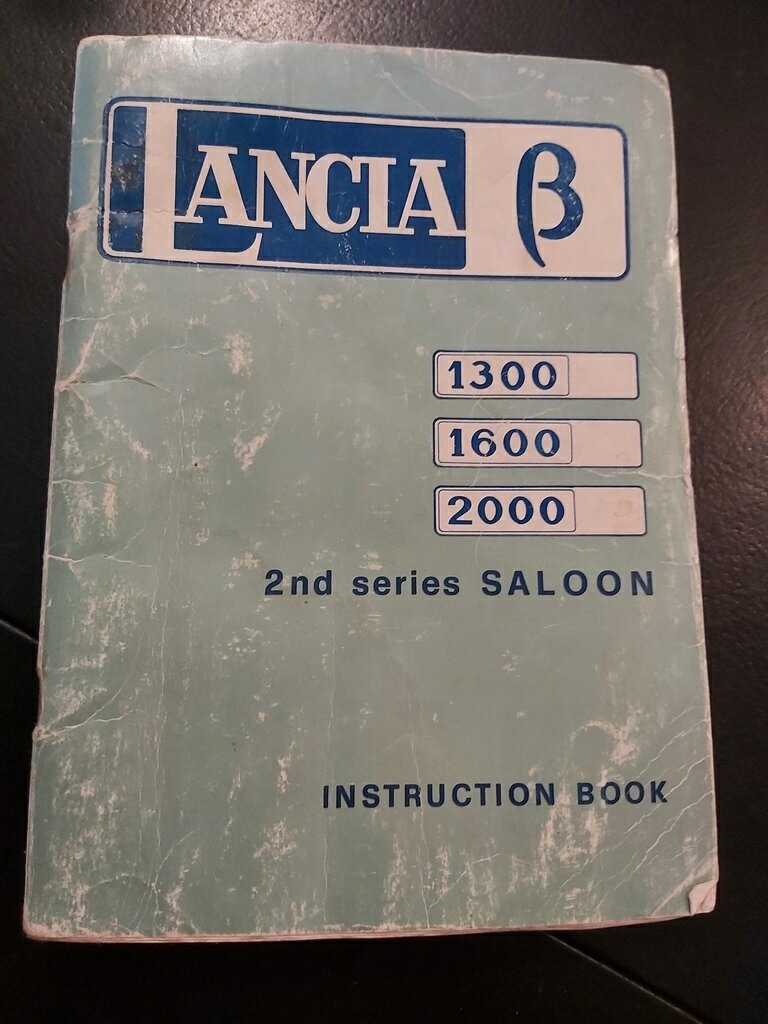 LANCIA β
1300
1600
2000
2nd series SALOON
INSTRUCTION BOOK